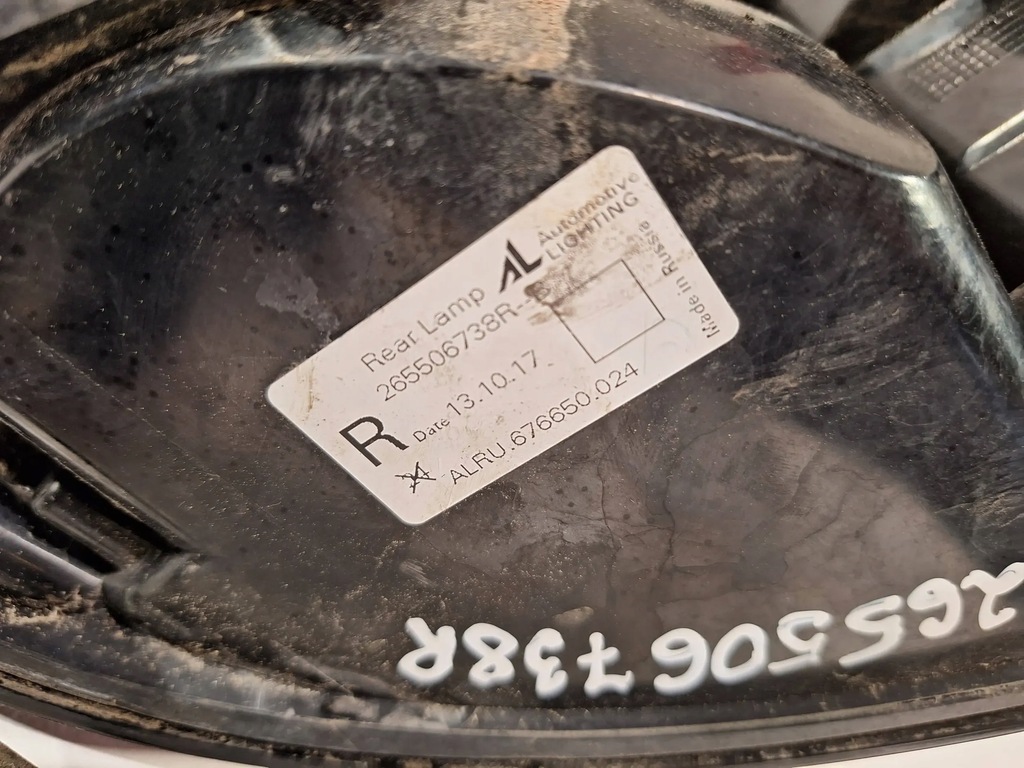 Rear Lamp
AL Automotive
LIGHTING
265506738R--
R
Date 13.10.17
ALRU.676650.024
Made in Russia
265506738R